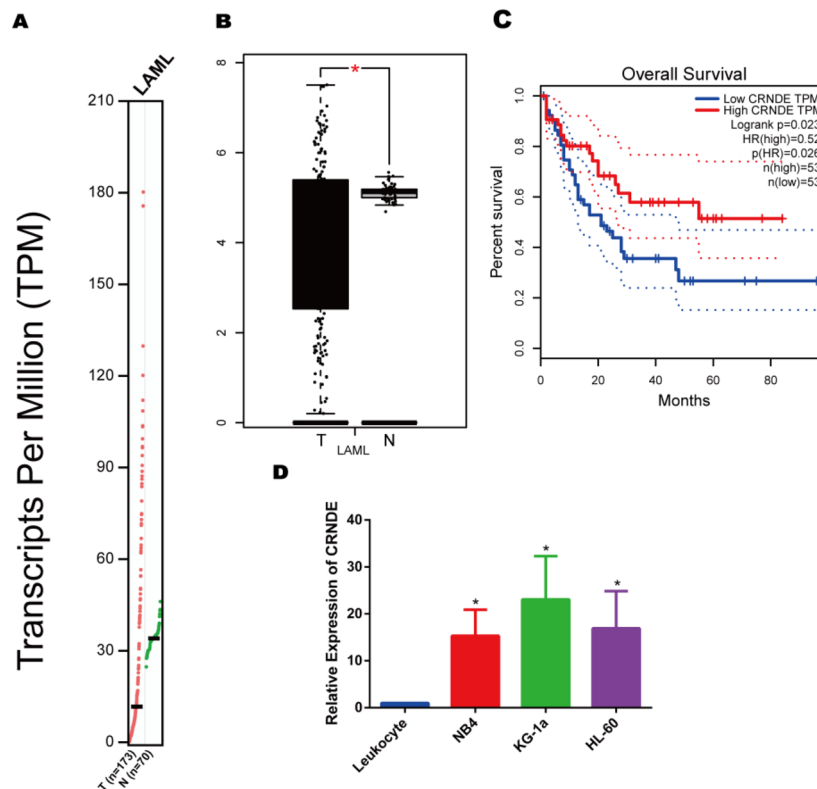 A
LAML
Transcripts Per Million (TPM)
210
180
150
120
90
60
30
0
T (n=173)
N (n=70)
B
8
6
4
2
0
*
T
N
LAML
C
Overall Survival
Low CRNDE TPM
High CRNDE TPM
Logrank p=0.023
HR(high)=0.52
p(HR)=0.026
n(high)=53
n(low)=53
Percent survival
1.0
0.8
0.6
0.4
0.2
0.0
0
20
40
60
80
Months
D
Relative Expression of CRNDE
40
30
20
10
0
*
*
*
Leukocyte
NB4
KG-1a
HL-60